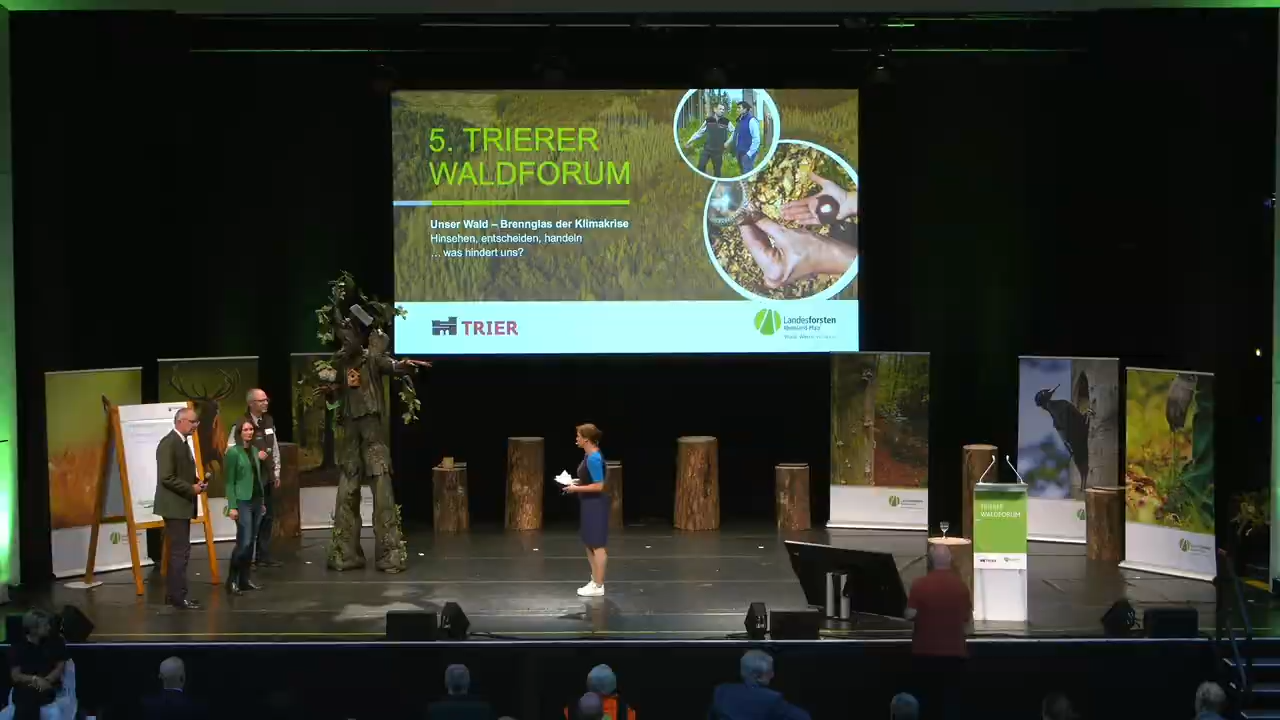 5. TRIERER
WALDFORUM
Unser Wald – Brennglas der Klimakrise
Hinsehen, entscheiden, handeln
... was hindert uns?
TRIER
Landesforsten
Rheinland-Pfalz
TRIERER
WALDFORUM
TRIER